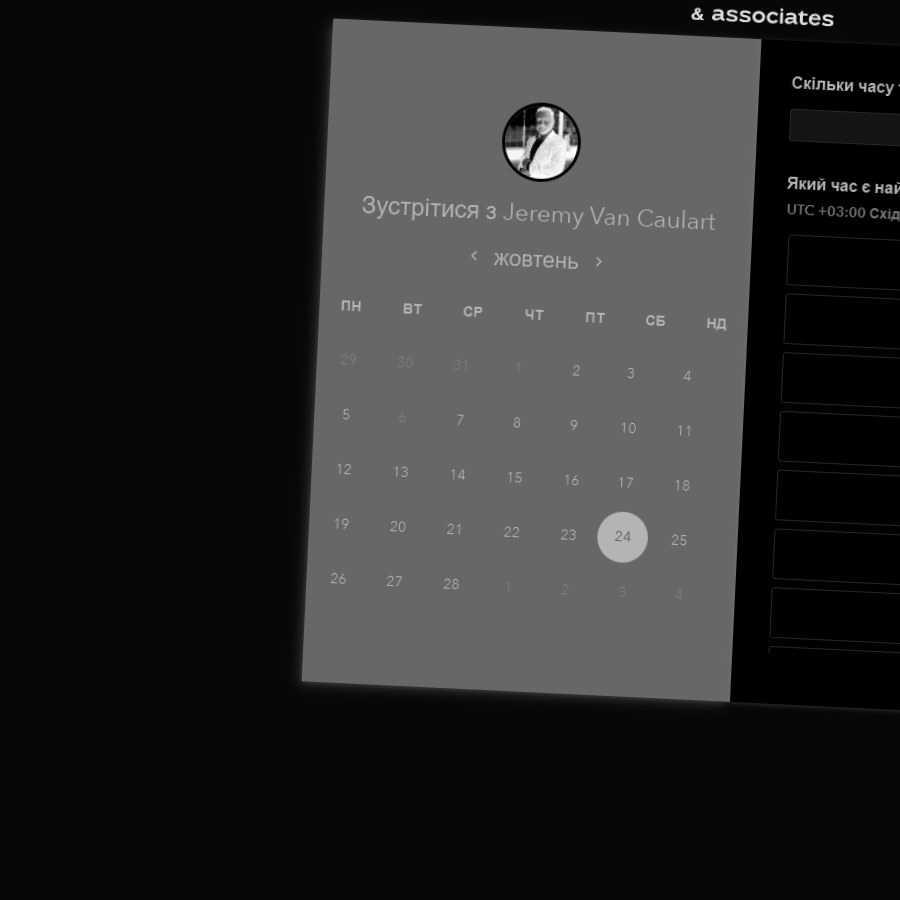 & associates
Зустрітися з Jeremy Van Caulart
‹ жовтень ›
ПН ВТ СР ЧТ ПТ СБ НД
29 30 31 1 2 3 4
5 6 7 8 9 10 11
12 13 14 15 16 17 18
19 20 21 22 23 24 25
26 27 28 1 2 3 4
Скільки часу
Який час є най
UTC +03:00 Схід